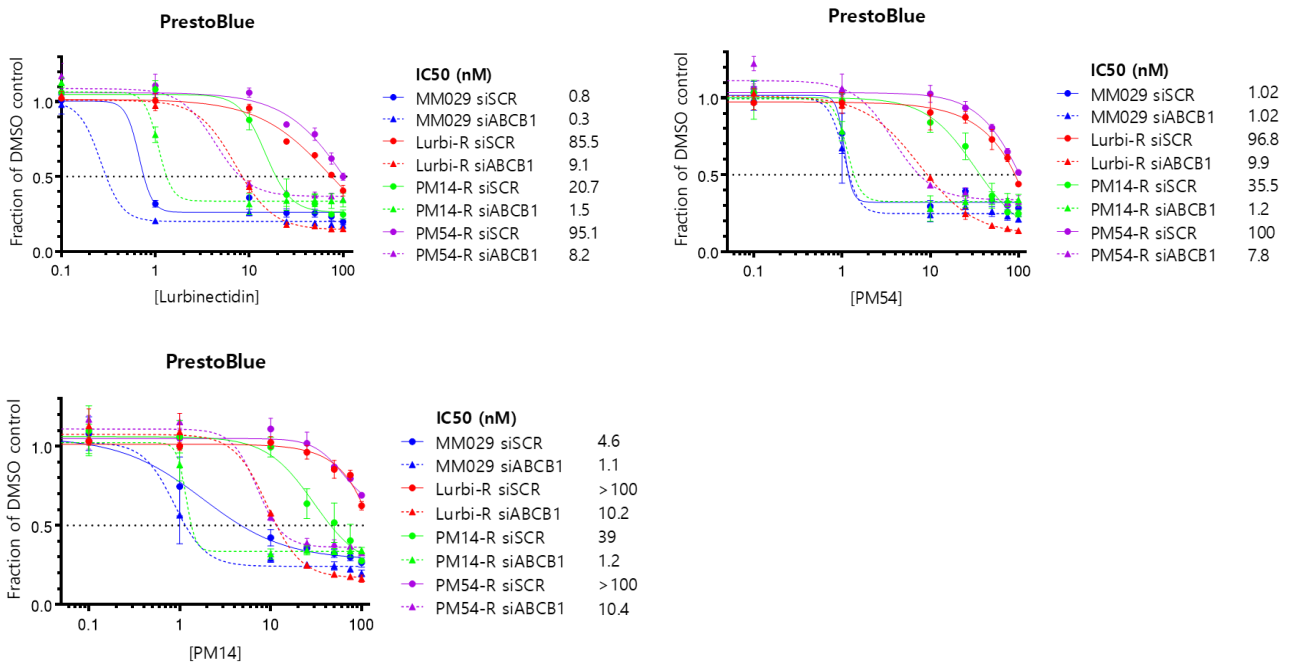 PrestoBlue
Fraction of DMSO control
1.0
0.5
0.0
0.1
1
10
100
[Lurbinectidin]
IC50 (nM)
MM029 siSCR 0.8
MM029 siABCB1 0.3
Lurbi-R siSCR 85.5
Lurbi-R siABCB1 9.1
PM14-R siSCR 20.7
PM14-R siABCB1 1.5
PM54-R siSCR 95.1
PM54-R siABCB1 8.2
PrestoBlue
Fraction of DMSO control
1.0
0.5
0.0
0.1
1
10
100
[PM54]
IC50 (nM)
MM029 siSCR 1.02
MM029 siABCB1 1.02
Lurbi-R siSCR 96.8
Lurbi-R siABCB1 9.9
PM14-R siSCR 35.5
PM14-R siABCB1 1.2
PM54-R siSCR 100
PM54-R siABCB1 7.8
PrestoBlue
Fraction of DMSO control
1.0
0.5
0.0
0.1
1
10
100
[PM14]
IC50 (nM)
MM029 siSCR 4.6
MM029 siABCB1 1.1
Lurbi-R siSCR >100
Lurbi-R siABCB1 10.2
PM14-R siSCR 39
PM14-R siABCB1 1.2
PM54-R siSCR >100
PM54-R siABCB1 10.4